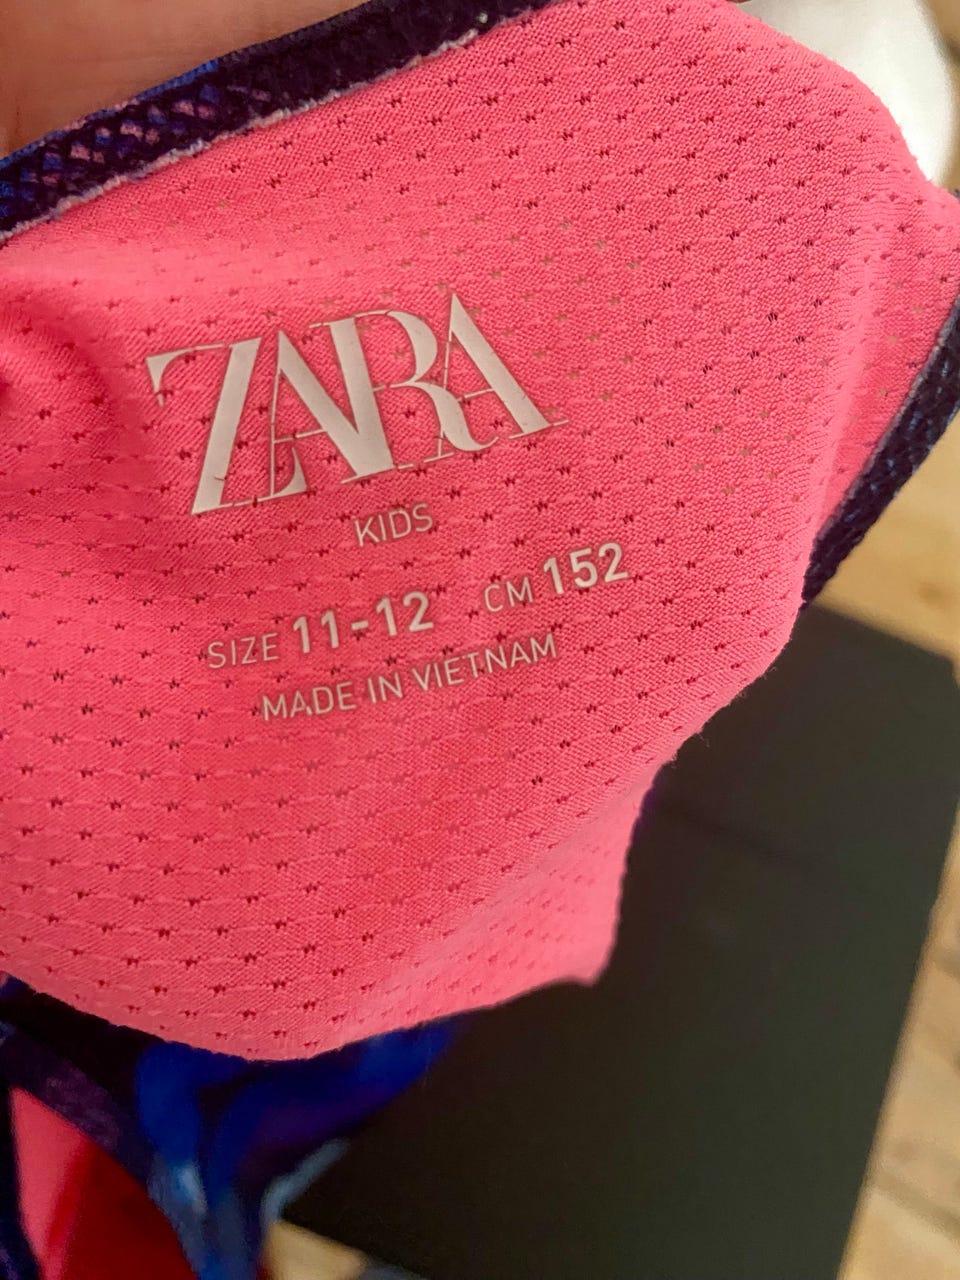 ZARA
KIDS
SIZE 11-12 CM 152
MADE IN VIETNAM